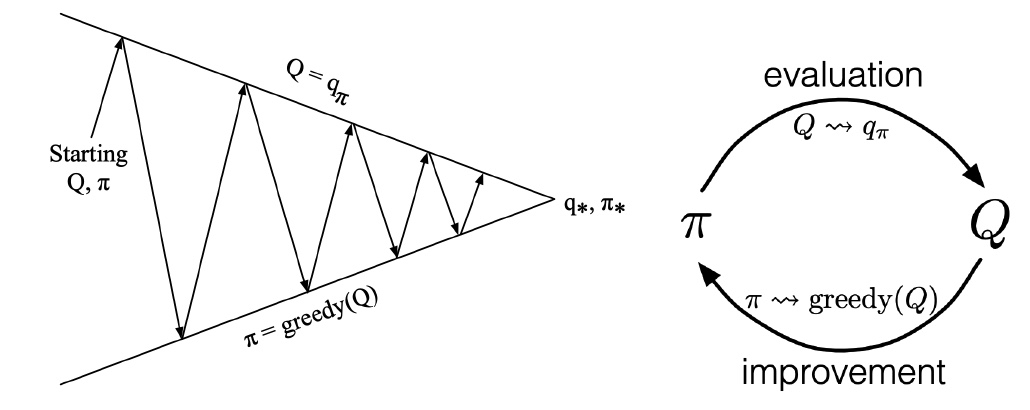 Q = qπ
Starting
Q, π
q*, π*
π = greedy(Q)
evaluation
Q ⇝ qπ
π
Q
π ⇝ greedy(Q)
improvement